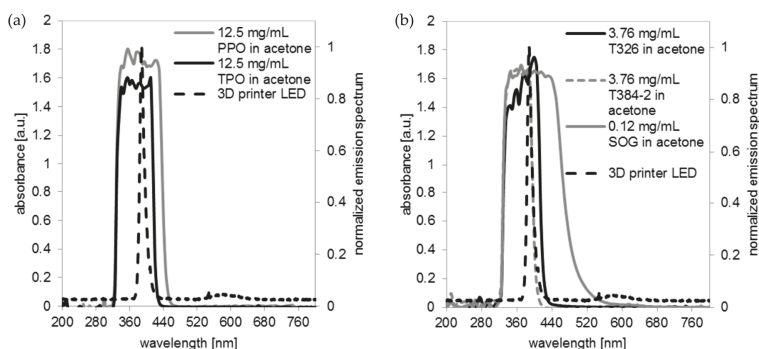 (a)
2
1.8
1.6
1.4
1.2
1
0.8
0.6
0.4
0.2
0
absorbance [a.u.]
12.5 mg/mL
PPO in acetone
12.5 mg/mL
TPO in acetone
3D printer LED
1
0.8
0.6
0.4
0.2
0
normalized emission spectrum
200 280 360 440 520 600 680 760
wavelength [nm]
(b)
2
1.8
1.6
1.4
1.2
1
0.8
0.6
0.4
0.2
0
absorbance [a.u.]
3.76 mg/mL
T326 in acetone
3.76 mg/mL
T384-2 in
acetone
0.12 mg/mL
SOG in acetone
3D printer LED
1
0.8
0.6
0.4
0.2
0
normalized emission spectrum
200 280 360 440 520 600 680 760
wavelength [nm]